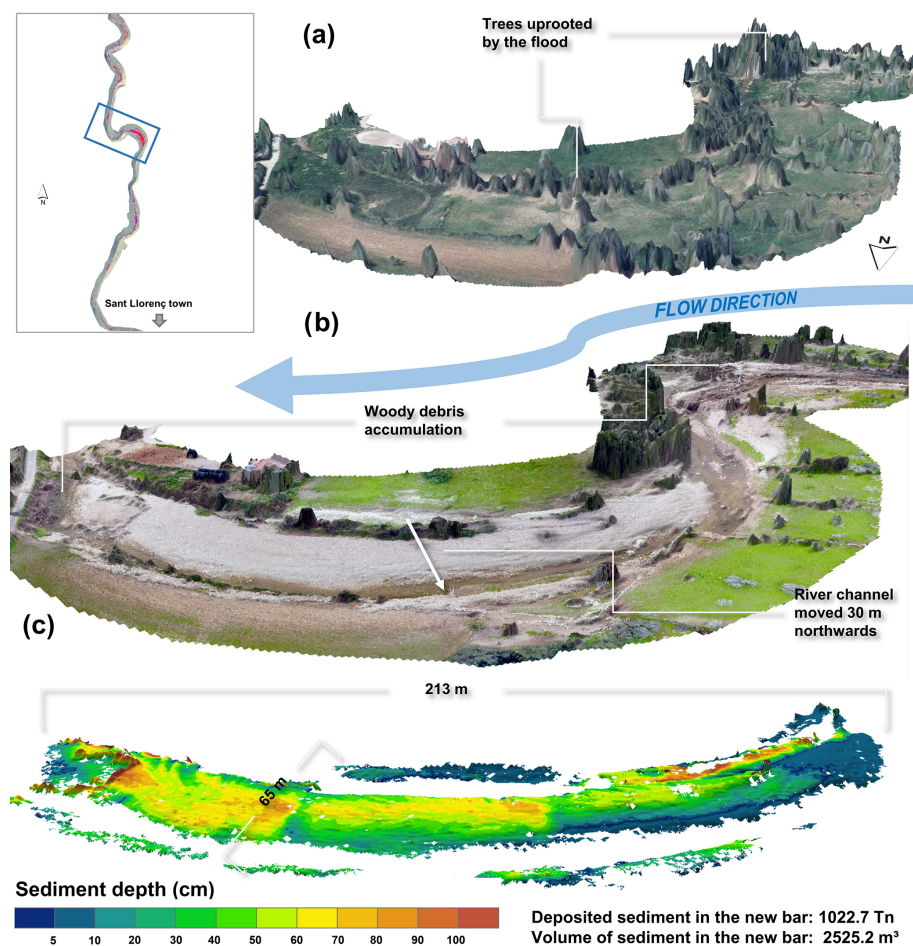 (a)
Trees uprooted
by the flood
N
Sant Llorenç town
N
FLOW DIRECTION
(b)
Woody debris
accumulation
River channel
moved 30 m
northwards
(c)
213 m
65 m
Sediment depth (cm)
5 10 20 30 40 50 60 70 80 90 100
Deposited sediment in the new bar: 1022.7 Tn
Volume of sediment in the new bar: 2525.2 m³